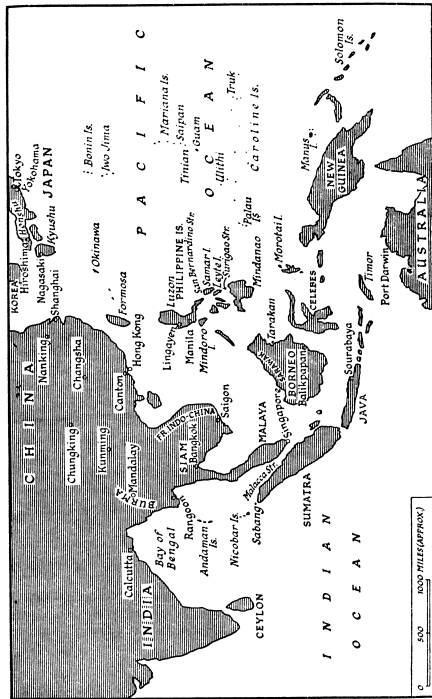 CHINA
KOREA
JAPAN
Tokyo
Yokohama
Honshu
Hiroshima
Kyushu
Nagasaki
Shanghai
Nanking
Changsha
Chungking
Kunming
Canton
Hong Kong
Formosa
Okinawa
Bonin Is.
Iwo Jima
PACIFIC
OCEAN
Mariana Is.
Saipan
Tinian
Guam
Ulithi
Truk
Caroline Is.
Palau
Is
Luzon
PHILIPPINE IS.
San Bernardino Str.
Samar I.
Leyte I.
Surigao Str.
Mindanao
Lingayen
Manila
Mindoro
I.
Morotai I.
Manus
I.
Solomon
Is.
NEW
GUINEA
INDIA
Calcutta
BURMA
Mandalay
Rangoon
Bay of
Bengal
Andaman
Is.
Nicobar Is.
Sabang
CEYLON
SIAM
Bangkok
FR. INDO-CHINA
Saigon
MALAYA
Singapore
Malacca Str.
SUMATRA
SARAWAK
BORNEO
Tarakan
Balikpapan
CELEBES
JAVA
Sourabaya
Timor
Port Darwin
AUSTRALIA
INDIAN
OCEAN
0 500 1000 MILES (APPROX.)